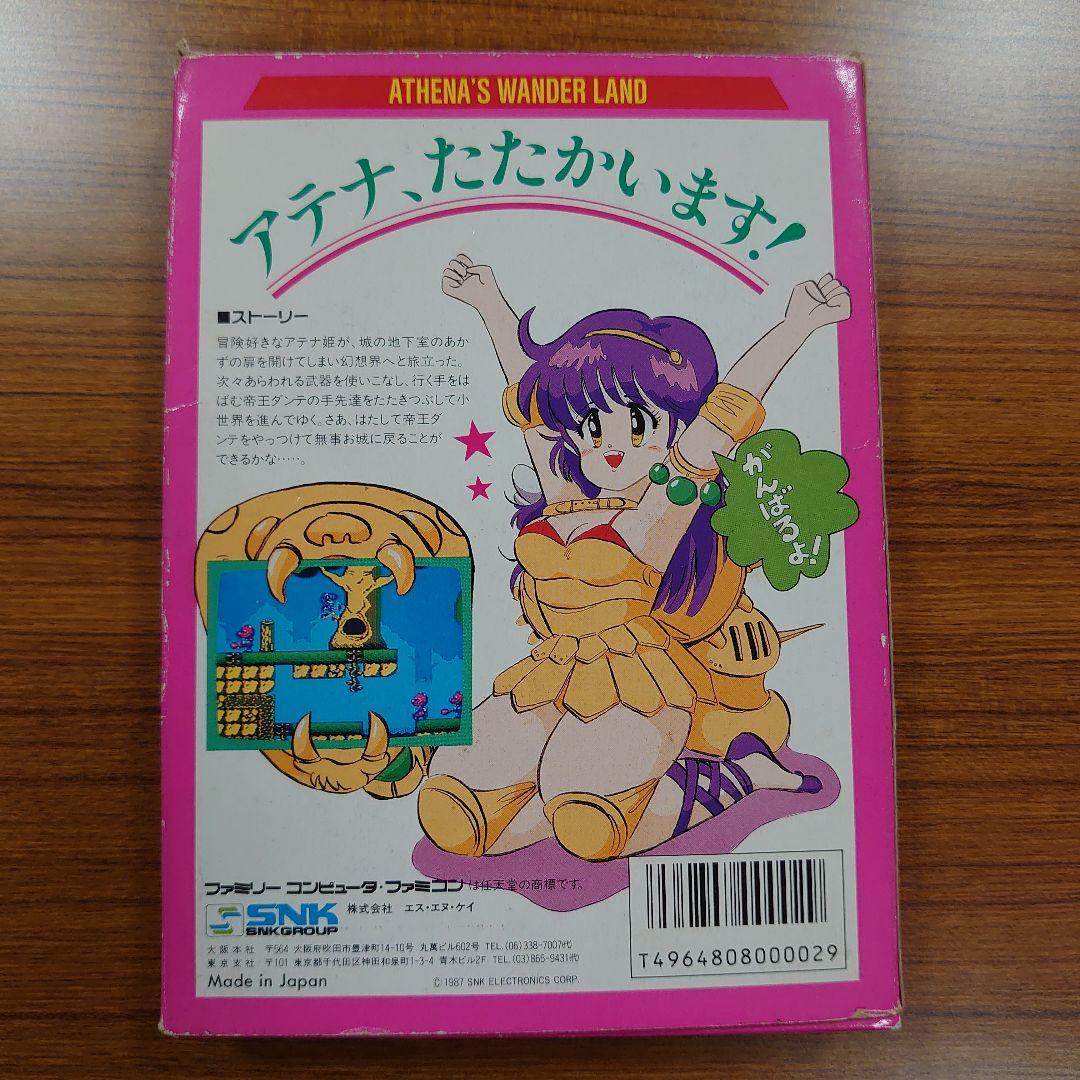 ATHENA'S WANDER LAND
アテナ、たたかいます!
■ストーリー
冒険好きなアテナ姫が、城の地下室のあか
ずの扉を開けてしまい幻想界へと旅立った。
次々あらわれる武器を使いこなし、行く手をは
ばむ帝王ダンテの手先達をたたきつぶして小
世界を進んでゆく。さあ、はたして帝王ダ
ンテをやっつけて無事お城に戻ることが
できるかな……。
がんばるよ!
ファミリー コンピュータ・ファミコン は任天堂の商標です。
SNK 株式会社 エス・エヌ・ケイ
SNK GROUP
大阪本社 〒564 大阪府吹田市豊津町14-10号 丸萬ビル602号 TEL.(06)338-7007(代)
東京支社 〒101 東京都千代田区神田和泉町1-3-4 青木ビル2F TEL.(03)865-9431(代)
Made in Japan
© 1987 SNK ELECTRONICS CORP.
T4964808000029